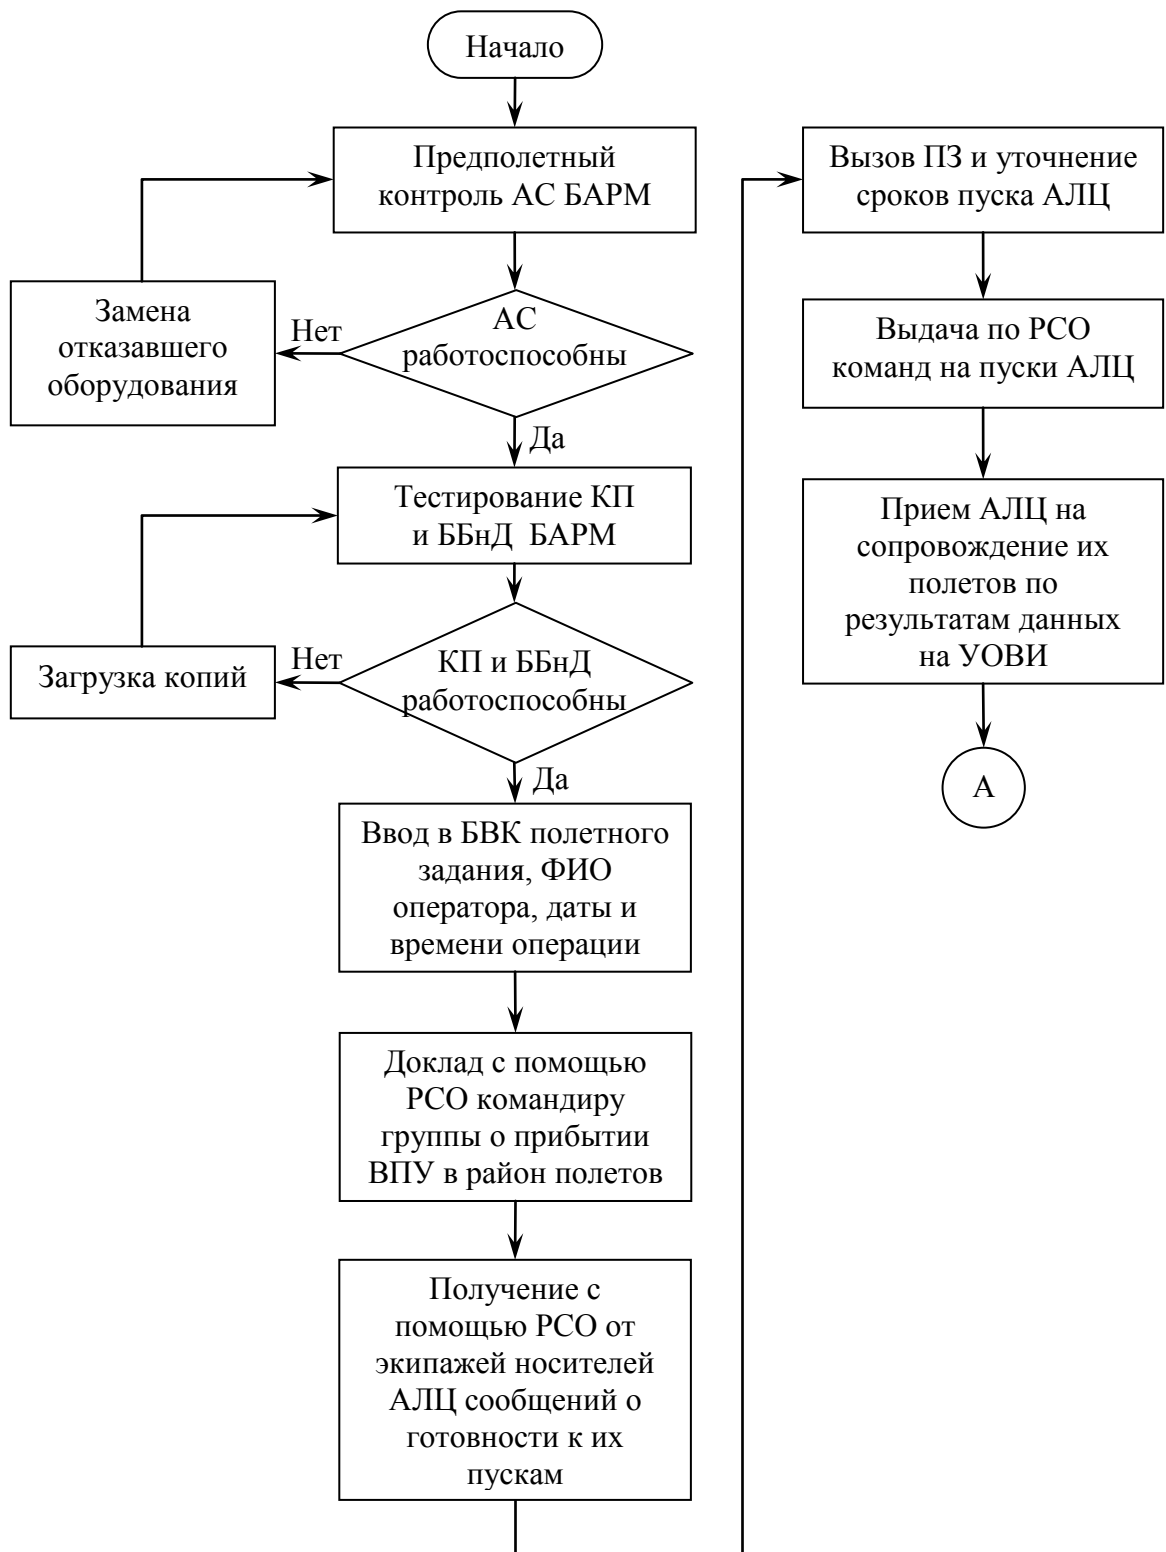 Начало
Предполетный
контроль АС БАРМ
Замена
отказавшего
оборудования
Нет
АС
работоспособны
Да
Тестирование КП
и ББнД БАРМ
Загрузка копий
Нет
КП и ББнД
работоспособны
Да
Ввод в БВК полетного
задания, ФИО
оператора, даты и
времени операции
Доклад с помощью
РСО командиру
группы о прибытии
ВПУ в район полетов
Получение с
помощью РСО от
экипажей носителей
АЛЦ сообщений о
готовности к их
пускам
Вызов ПЗ и уточнение
сроков пуска АЛЦ
Выдача по РСО
команд на пуски АЛЦ
Прием АЛЦ на
сопровождение их
полетов по
результатам данных
на УОВИ
А